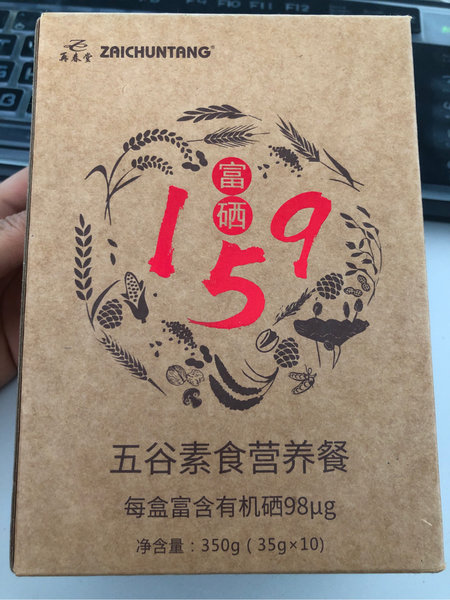 再春堂 ZAICHUNTANG®
富硒
159
五谷素食营养餐
每盒富含有机硒98μg
净含量：350g（35g×10）